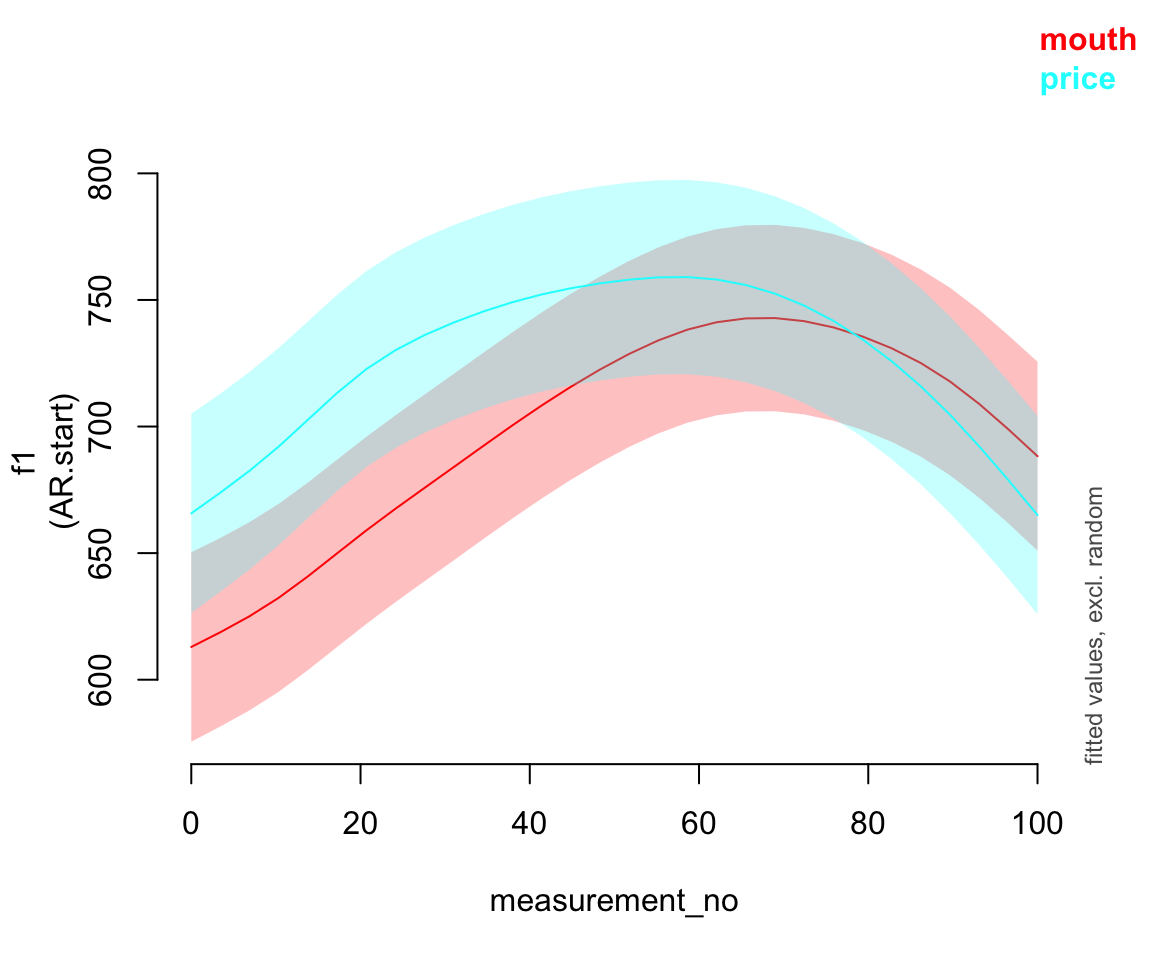 mouth
price
f1
(AR.start)
800
750
700
650
600
0 20 40 60 80 100
measurement_no
fitted values, excl. random